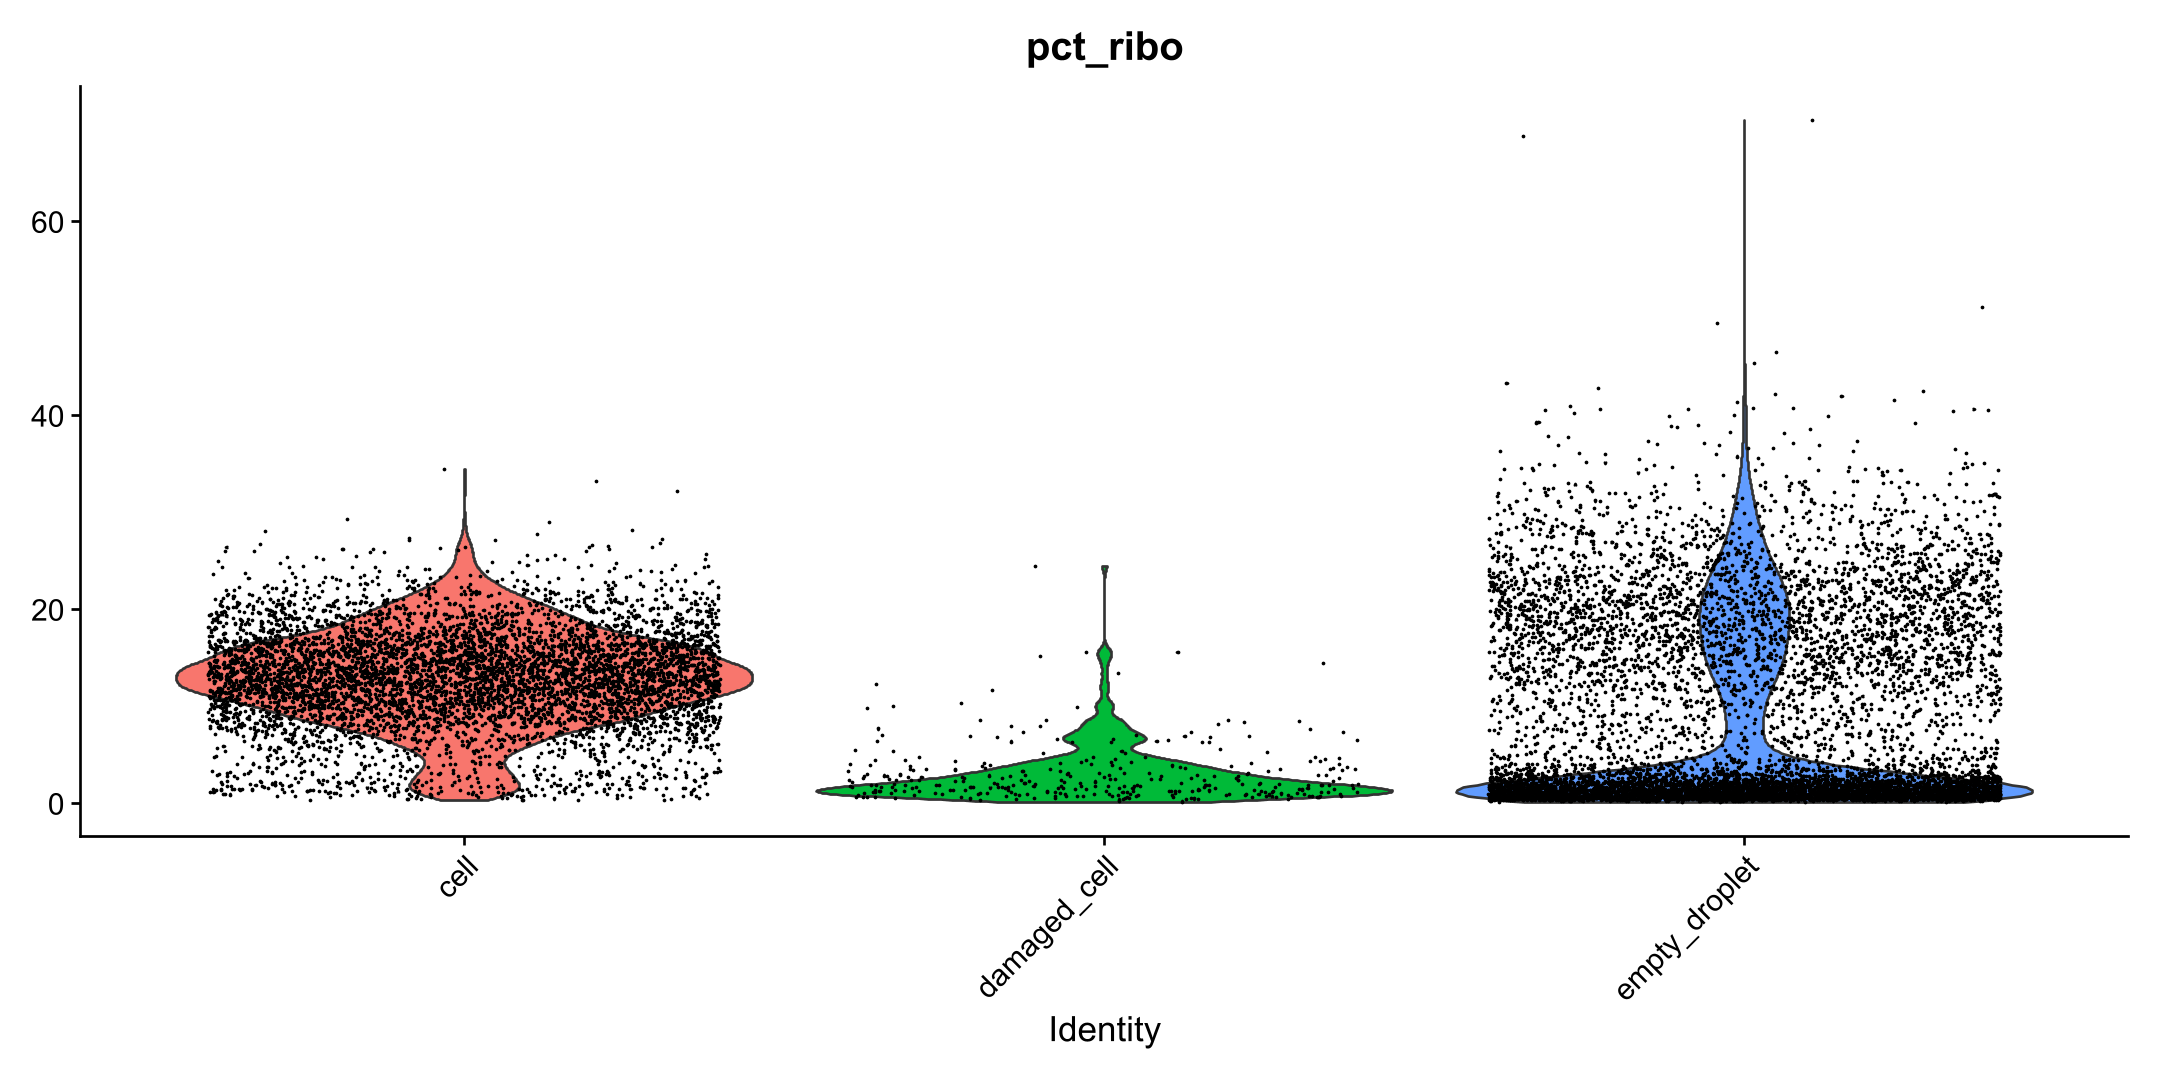 pct_ribo
60
40
20
0
cell
damaged_cell
empty_droplet
Identity